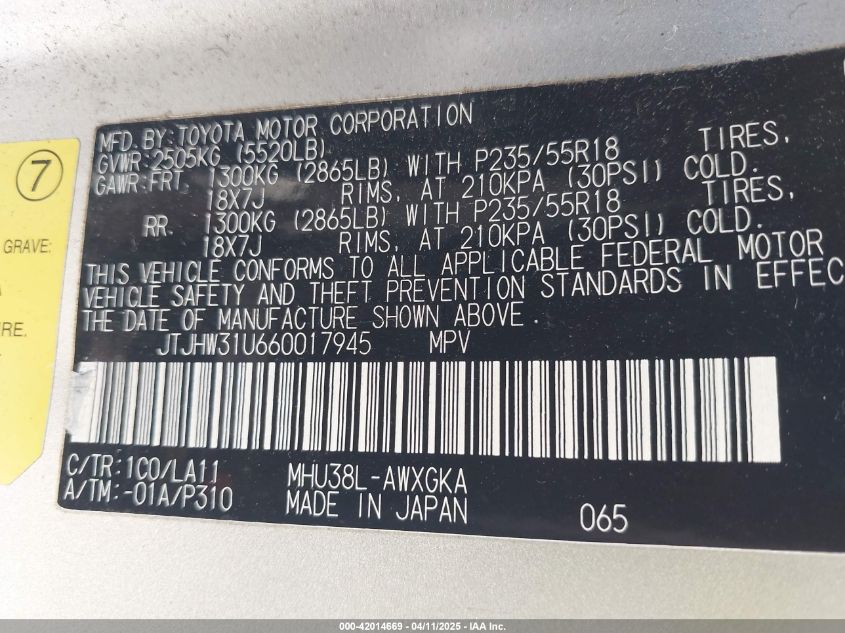 MFD. BY: TOYOTA MOTOR CORPORATION
GVWR: 2505KG (5520LB)
GAWR: FRT. 1300KG (2865LB) WITH P235/55R18 TIRES,
18X7J RIMS, AT 210KPA (30PSI) COLD.
RR. 1300KG (2865LB) WITH P235/55R18 TIRES,
18X7J RIMS, AT 210KPA (30PSI) COLD.
THIS VEHICLE CONFORMS TO ALL APPLICABLE FEDERAL MOTOR
VEHICLE SAFETY AND THEFT PREVENTION STANDARDS IN EFFEC
THE DATE OF MANUFACTURE SHOWN ABOVE.
JTJHW31U660017945 MPV
C/TR: 1C0/LA11 MHU38L-AWXGKA
A/TM: -01A/P310 MADE IN JAPAN 065
7
GRAVE:
RE.
000-42014669 - 04/11/2025 - IAA Inc.